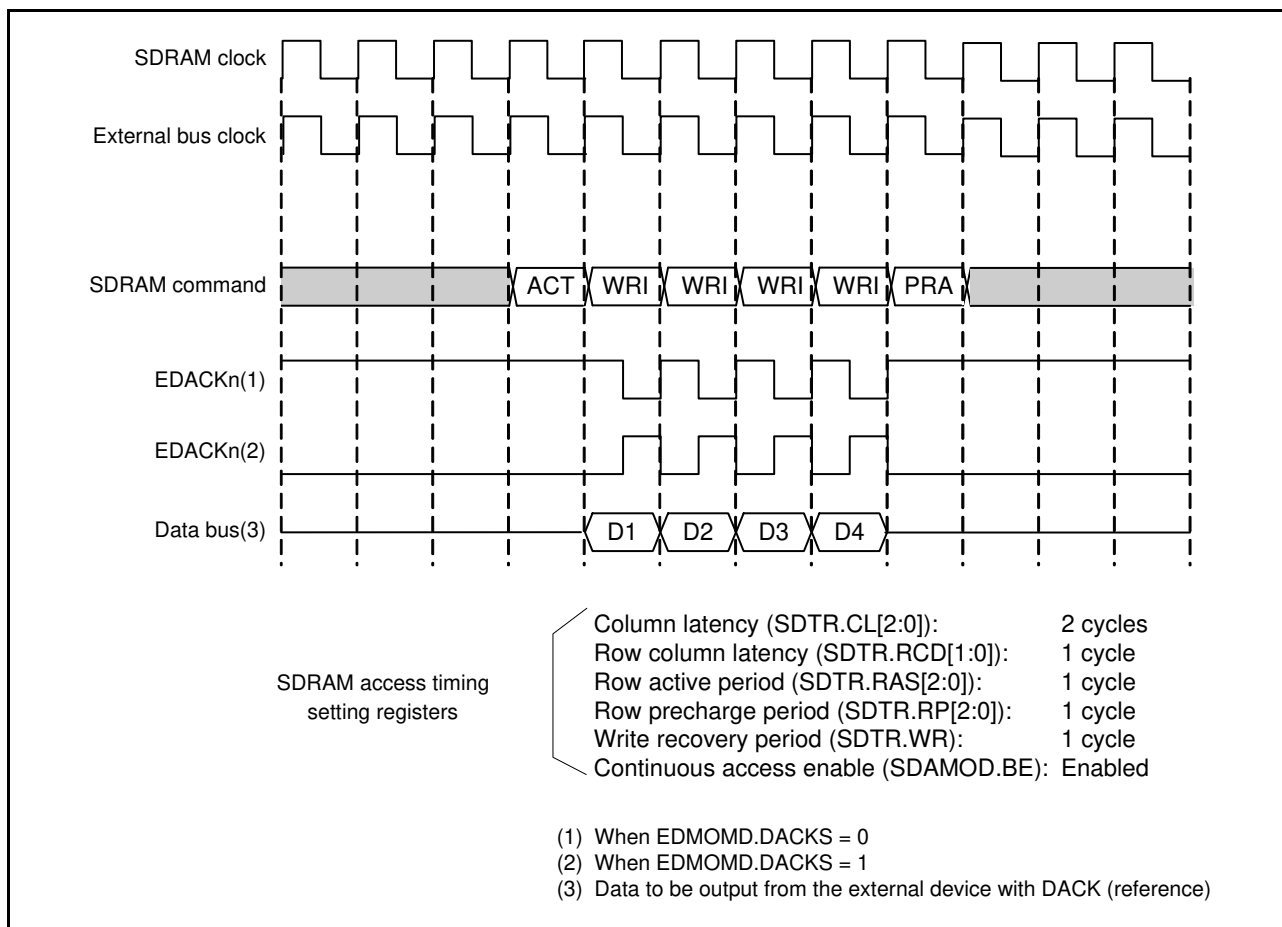 SDRAM clock
External bus clock
SDRAM command
ACT WRI WRI WRI WRI PRA
EDACKn(1)
EDACKn(2)
Data bus(3)
D1 D2 D3 D4
SDRAM access timing
setting registers
Column latency (SDTR.CL[2:0]): 2 cycles
Row column latency (SDTR.RCD[1:0]): 1 cycle
Row active period (SDTR.RAS[2:0]): 1 cycle
Row precharge period (SDTR.RP[2:0]): 1 cycle
Write recovery period (SDTR.WR): 1 cycle
Continuous access enable (SDAMOD.BE): Enabled
(1) When EDMOMD.DACKS = 0
(2) When EDMOMD.DACKS = 1
(3) Data to be output from the external device with DACK (reference)